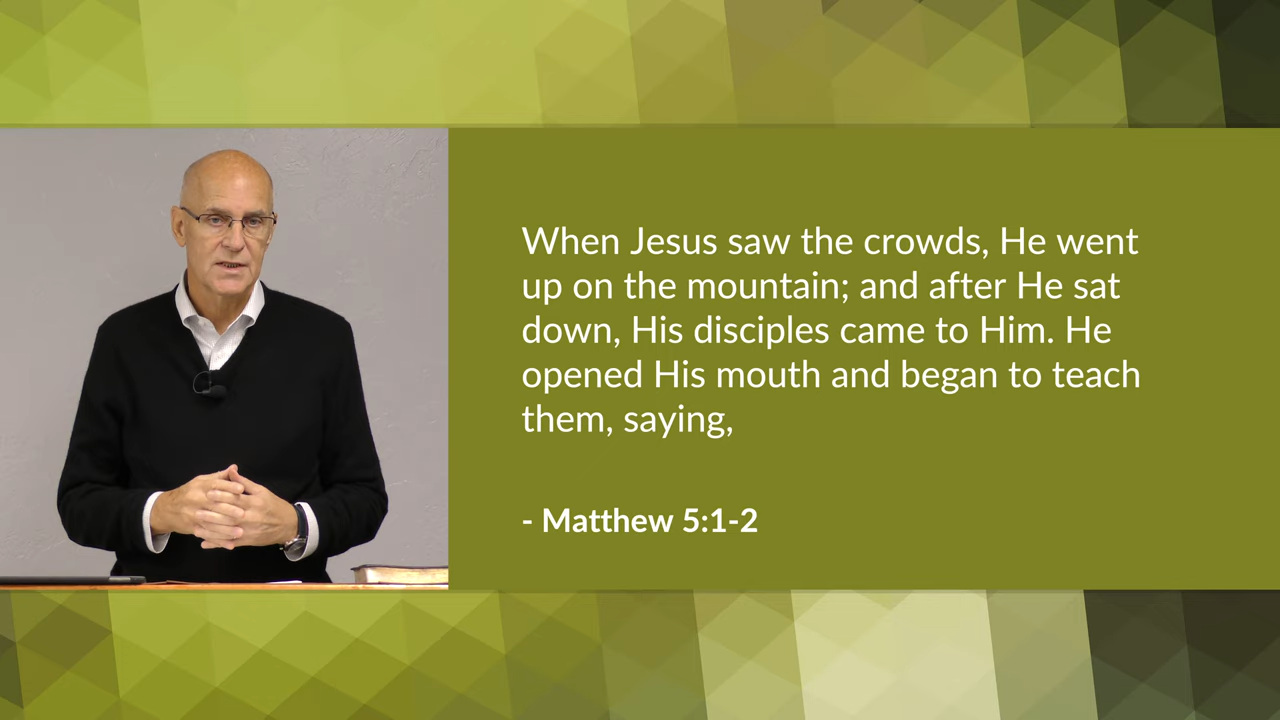 When Jesus saw the crowds, He went
up on the mountain; and after He sat
down, His disciples came to Him. He
opened His mouth and began to teach
them, saying,
- Matthew 5:1-2